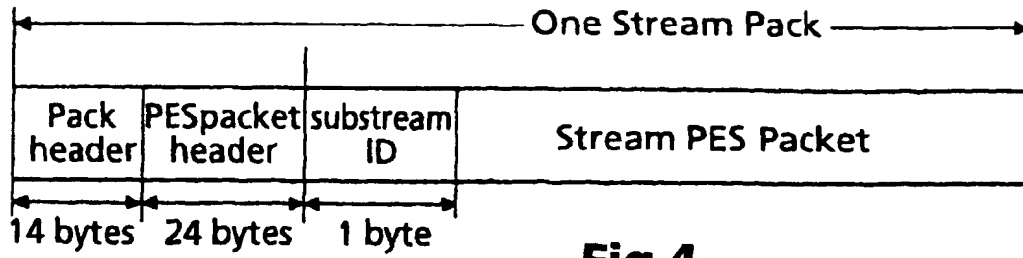 One Stream Pack
Pack header
PESpacket header
substream ID
Stream PES Packet
14 bytes
24 bytes
1 byte
Fig.4